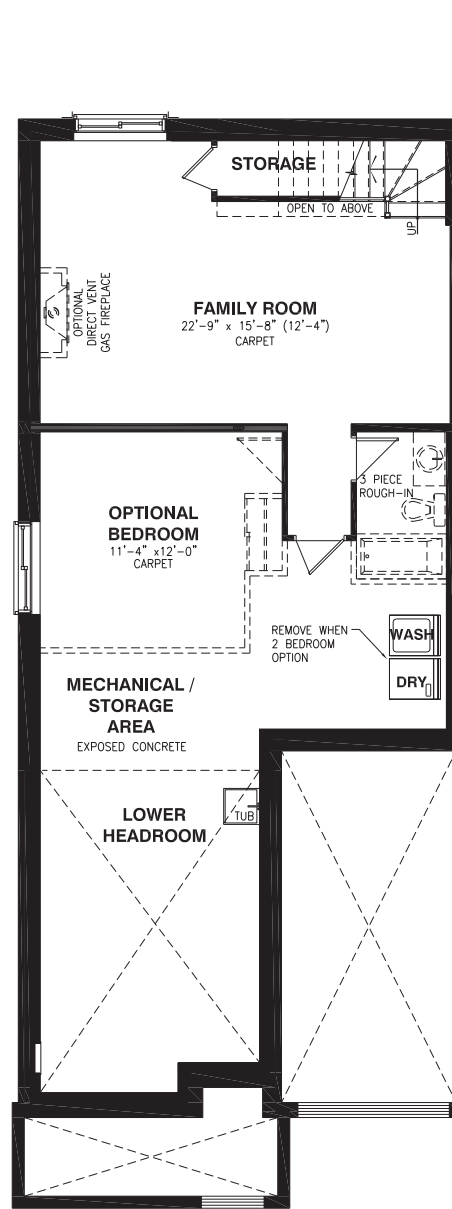 STORAGE
OPEN TO ABOVE
UP
OPTIONAL
DIRECT VENT
GAS FIREPLACE
FAMILY ROOM
22'-9" x 15'-8" (12'-4")
CARPET
3 PIECE
ROUGH-IN
OPTIONAL
BEDROOM
11'-4" x12'-0"
CARPET
REMOVE WHEN
2 BEDROOM
OPTION
WASH
DRY
MECHANICAL /
STORAGE
AREA
EXPOSED CONCRETE
LOWER
HEADROOM
TUB